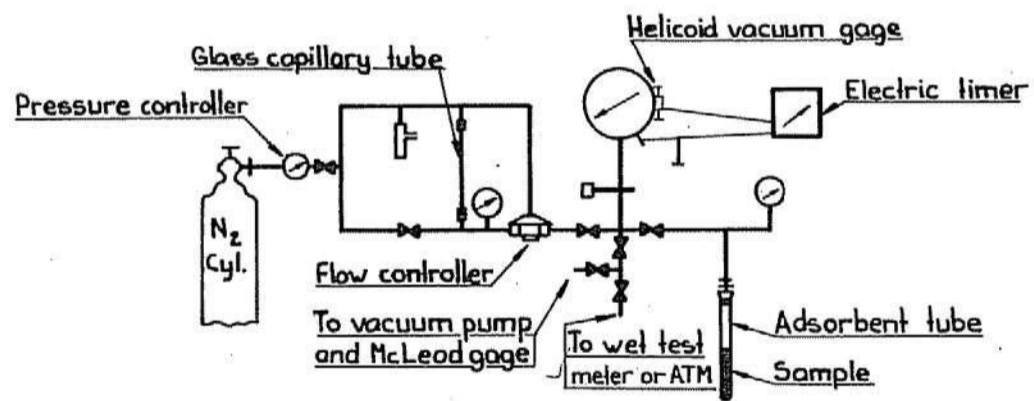 Helicoid vacuum gage
Glass capillary tube
Electric timer
Pressure controller
N2
Cyl.
Flow controller
To vacuum pump
and McLeod gage
To wet test
meter or ATM
Adsorbent tube
Sample